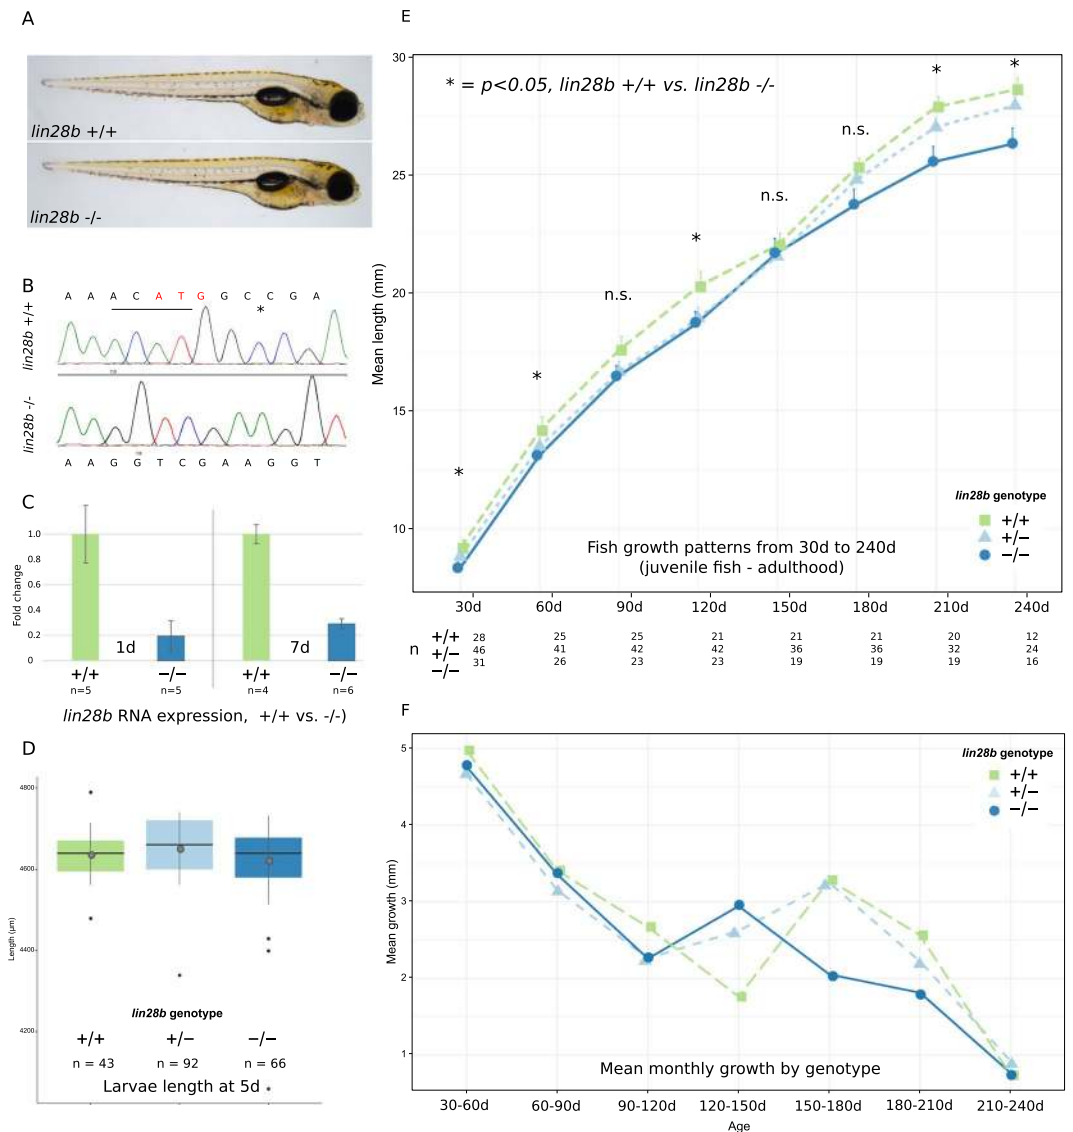 A
lin28b +/+
lin28b -/-
B
A A A C A T G G C C G A
*
lin28b +/+
lin28b -/-
A A G G T C G A A G G T
C
Fold change
1.0
0.8
0.6
0.4
0.2
0
1d
7d
+/+ −/− +/+ −/−
n=5 n=5 n=4 n=6
lin28b RNA expression, +/+ vs. -/-)
D
Length (µm)
4800
4600
4400
4200
lin28b genotype
+/+ +/− −/−
n = 43 n = 92 n = 66
Larvae length at 5d
E
Mean length (mm)
30
25
20
15
10
* = p<0.05, lin28b +/+ vs. lin28b -/-
* * n.s. * n.s. n.s. * *
lin28b genotype
+/+
+/−
−/−
Fish growth patterns from 30d to 240d
(juvenile fish - adulthood)
30d 60d 90d 120d 150d 180d 210d 240d
n
+/+ 28 25 25 21 21 21 20 12
+/− 46 41 42 42 36 36 32 24
−/− 31 26 23 23 19 19 19 16
F
Mean growth (mm)
5
4
3
2
1
lin28b genotype
+/+
+/−
−/−
Mean monthly growth by genotype
30-60d 60-90d 90-120d 120-150d 150-180d 180-210d 210-240d
Age